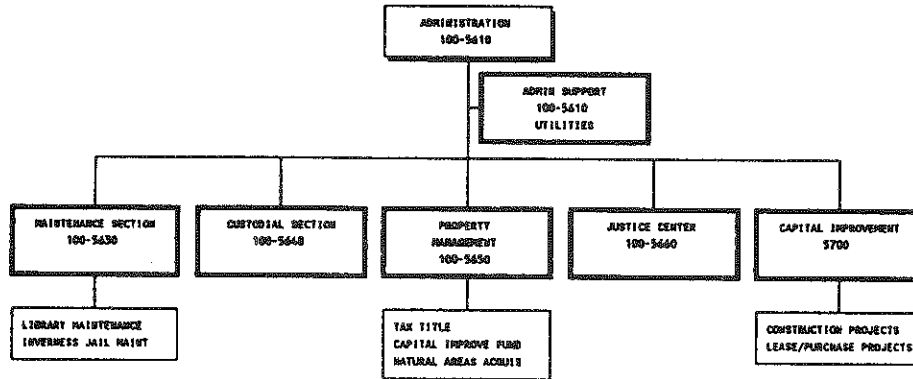 ADMINISTRATION
100-5610
ADMIN SUPPORT
100-5610
UTILITIES
MAINTENANCE SECTION
100-5630
CUSTODIAL SECTION
100-5640
PROPERTY
MANAGEMENT
100-5650
JUSTICE CENTER
100-5660
CAPITAL IMPROVEMENT
5700
LIBRARY MAINTENANCE
INVERNESS JAIL MAINT
TAX TITLE
CAPITAL IMPROVE FUND
NATURAL AREAS ACQUIS
CONSTRUCTION PROJECTS
LEASE/PURCHASE PROJECTS